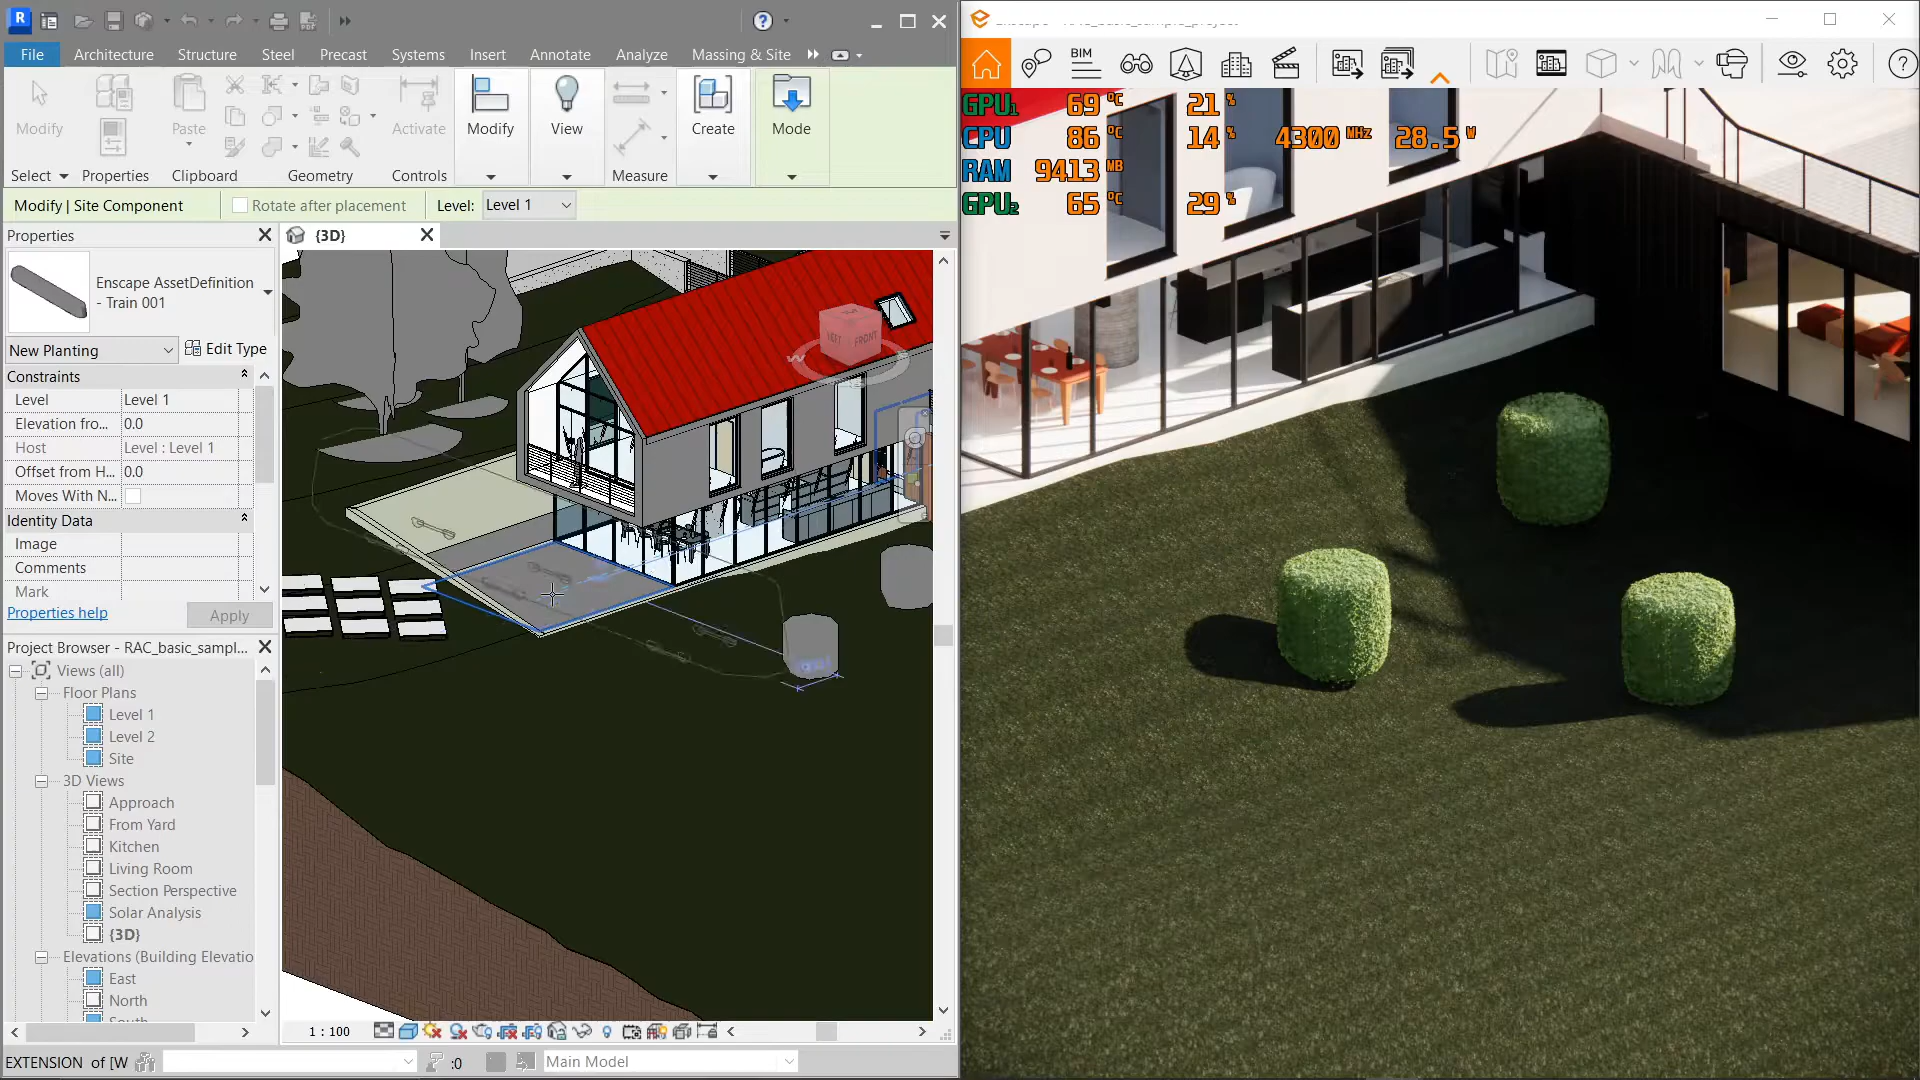 File
Architecture
Structure
Steel
Precast
Systems
Insert
Annotate
Analyze
Massing & Site
Modify
Paste
Activate
Modify
View
Create
Mode
Select
Properties
Clipboard
Geometry
Controls
Measure
Modify | Site Component
Rotate after placement
Level:
Level 1
Properties
{3D}
Enscape AssetDefinition
- Train 001
New Planting
Edit Type
Constraints
Level
Level 1
Elevation fro...
0.0
Host
Level : Level 1
Offset from H...
0.0
Moves With N...
Identity Data
Image
Comments
Mark
Properties help
Apply
Project Browser - RAC_basic_sampl...
Views (all)
Floor Plans
Level 1
Level 2
Site
3D Views
Approach
From Yard
Kitchen
Living Room
Section Perspective
Solar Analysis
{3D}
Elevations (Building Elevatio
East
North
1 : 100
EXTENSION of [W
:0
Main Model
FRONT
BIM
GPU1 69 °C 21 %
CPU 86 °C 14 % 4300 MHz 28.5 W
RAM 9413 MB
GPU2 65 °C 29 %